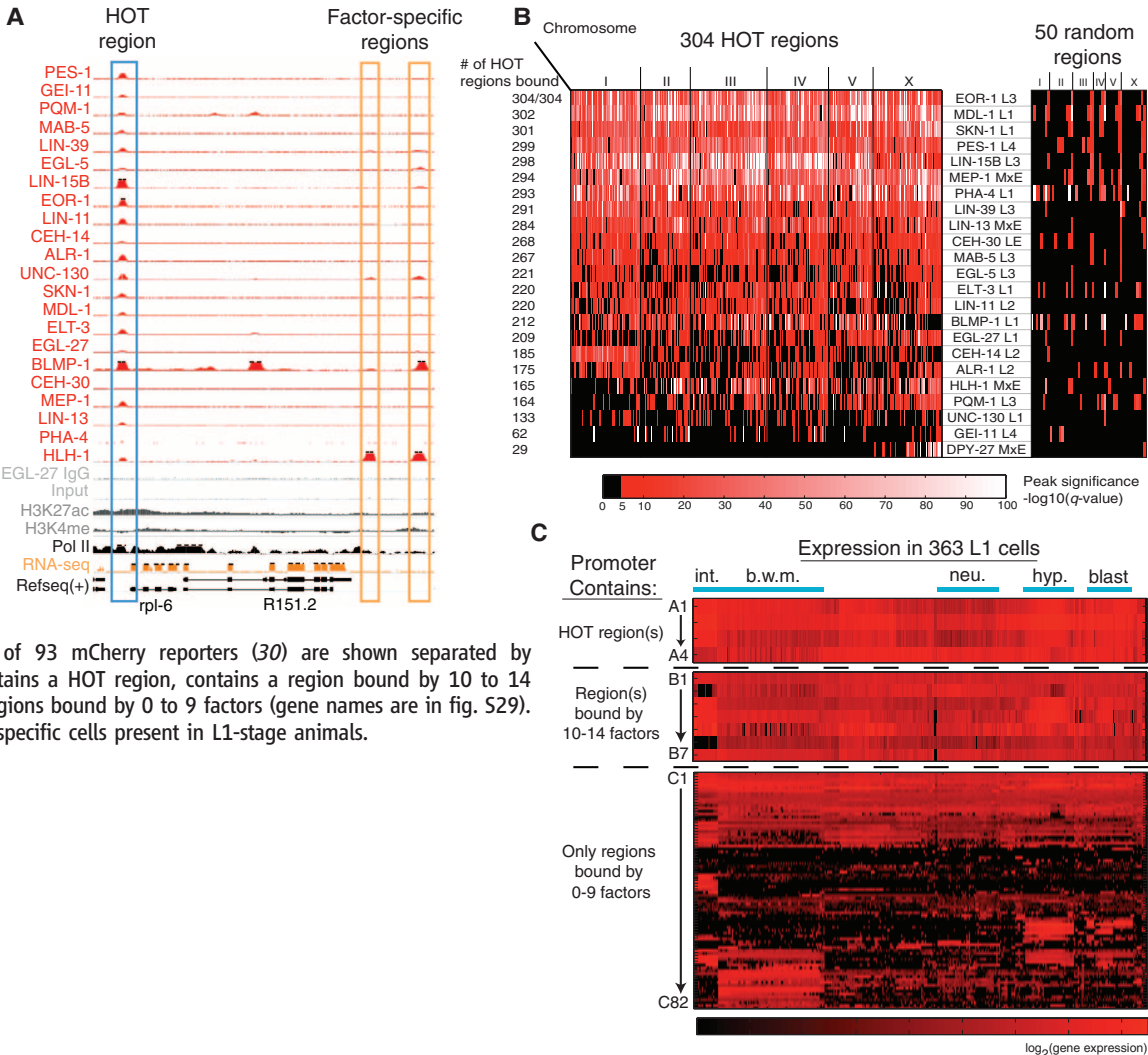 A
HOT
region
Factor-specific
regions
PES-1
GEI-11
PQM-1
MAB-5
LIN-39
EGL-5
LIN-15B
EOR-1
LIN-11
CEH-14
ALR-1
UNC-130
SKN-1
MDL-1
ELT-3
EGL-27
BLMP-1
CEH-30
MEP-1
LIN-13
PHA-4
HLH-1
EGL-27 IgG
Input
H3K27ac
H3K4me
Pol II
RNA-seq
Refseq(+)
rpl-6
R151.2
of 93 mCherry reporters (30) are shown separated by
tains a HOT region, contains a region bound by 10 to 14
gions bound by 0 to 9 factors (gene names are in fig. S29).
specific cells present in L1-stage animals.
B
Chromosome
304 HOT regions
50 random
regions
# of HOT
regions bound
I II III IV V X
I II III IV V X
304/304 EOR-1 L3
302 MDL-1 L1
301 SKN-1 L1
299 PES-1 L4
298 LIN-15B L3
294 MEP-1 MxE
293 PHA-4 L1
291 LIN-39 L3
284 LIN-13 MxE
268 CEH-30 LE
267 MAB-5 L3
221 EGL-5 L3
220 ELT-3 L1
220 LIN-11 L2
212 BLMP-1 L1
209 EGL-27 L1
185 CEH-14 L2
175 ALR-1 L2
165 HLH-1 MxE
164 PQM-1 L3
133 UNC-130 L1
62 GEI-11 L4
29 DPY-27 MxE
0 5 10 20 30 40 50 60 70 80 90 100
Peak significance
-log10(q-value)
C
Promoter
Contains:
Expression in 363 L1 cells
int. b.w.m. neu. hyp. blast
HOT region(s)
A1
A4
Region(s)
bound by
10-14 factors
B1
B7
Only regions
bound by
0-9 factors
C1
C82
log2(gene expression)